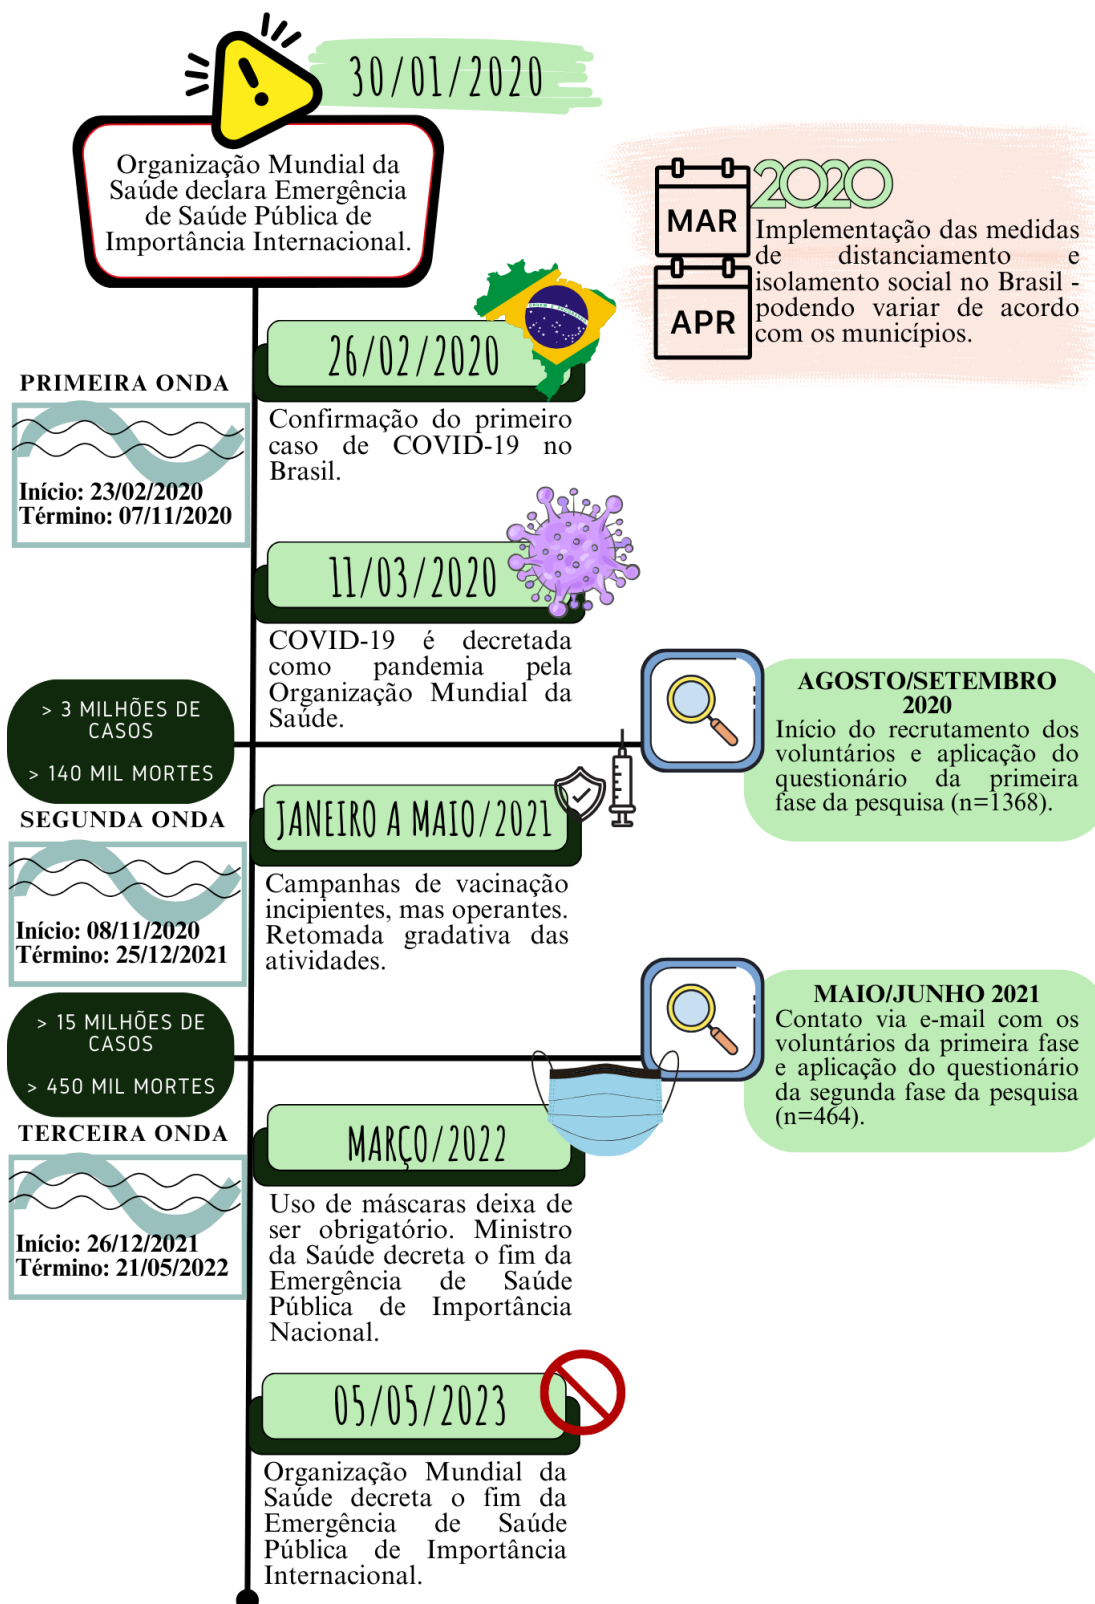 30/01/2020
Organização Mundial da
Saúde declara Emergência
de Saúde Pública de
Importância Internacional.
MAR
APR
2020
Implementação das medidas
de distanciamento e
isolamento social no Brasil -
podendo variar de acordo
com os municípios.
26/02/2020
Confirmação do primeiro
caso de COVID-19 no
Brasil.
PRIMEIRA ONDA
Início: 23/02/2020
Término: 07/11/2020
11/03/2020
COVID-19 é decretada
como pandemia pela
Organização Mundial da
Saúde.
> 3 MILHÕES DE
CASOS
> 140 MIL MORTES
AGOSTO/SETEMBRO
2020
Início do recrutamento dos
voluntários e aplicação do
questionário da primeira
fase da pesquisa (n=1368).
SEGUNDA ONDA
Início: 08/11/2020
Término: 25/12/2021
JANEIRO A MAIO/2021
Campanhas de vacinação
incipientes, mas operantes.
Retomada gradativa das
atividades.
> 15 MILHÕES DE
CASOS
> 450 MIL MORTES
MAIO/JUNHO 2021
Contato via e-mail com os
voluntários da primeira fase
e aplicação do questionário
da segunda fase da pesquisa
(n=464).
TERCEIRA ONDA
Início: 26/12/2021
Término: 21/05/2022
MARÇO/2022
Uso de máscaras deixa de
ser obrigatório. Ministro
da Saúde decreta o fim da
Emergência de Saúde
Pública de Importância
Nacional.
05/05/2023
Organização Mundial da
Saúde decreta o fim da
Emergência de Saúde
Pública de Importância
Internacional.